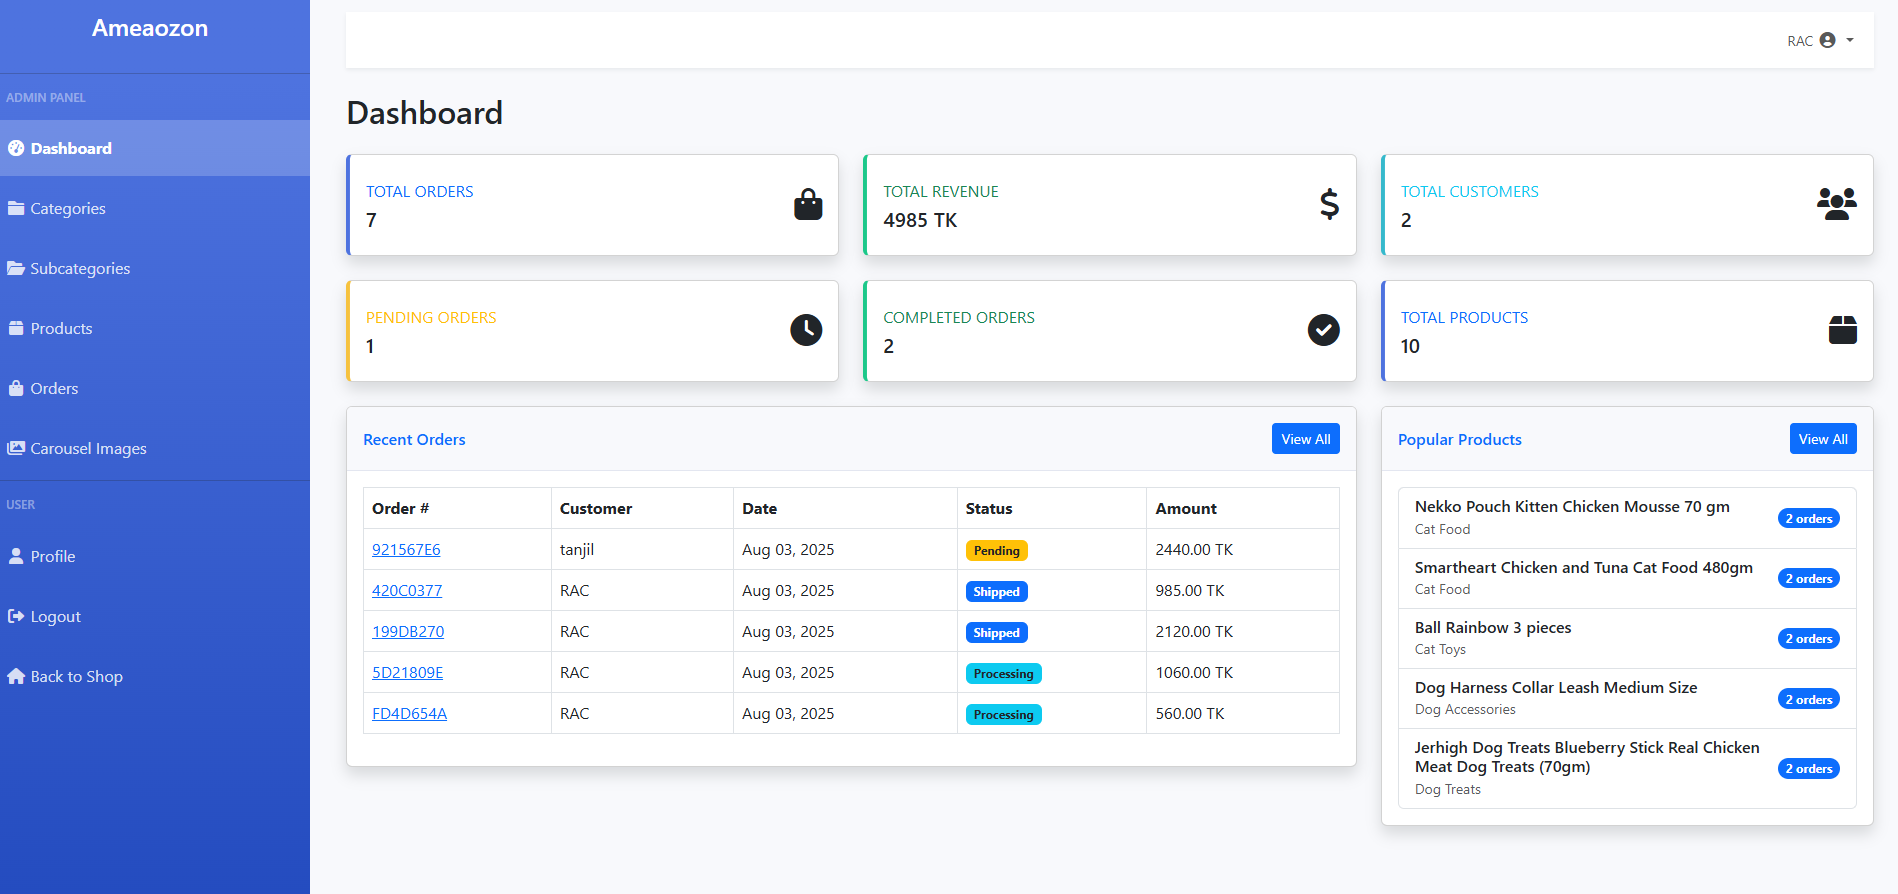 Ameaozon
ADMIN PANEL
Dashboard
Categories
Subcategories
Products
Orders
Carousel Images
USER
Profile
Logout
Back to Shop
RAC
Dashboard
TOTAL ORDERS
7
TOTAL REVENUE
4985 TK
TOTAL CUSTOMERS
2
PENDING ORDERS
1
COMPLETED ORDERS
2
TOTAL PRODUCTS
10
Recent Orders View All
Order # Customer Date Status Amount
921567E6 tanjil Aug 03, 2025 Pending 2440.00 TK
420C0377 RAC Aug 03, 2025 Shipped 985.00 TK
199DB270 RAC Aug 03, 2025 Shipped 2120.00 TK
5D21809E RAC Aug 03, 2025 Processing 1060.00 TK
FD4D654A RAC Aug 03, 2025 Processing 560.00 TK
Popular Products View All
Nekko Pouch Kitten Chicken Mousse 70 gm
Cat Food
2 orders
Smartheart Chicken and Tuna Cat Food 480gm
Cat Food
2 orders
Ball Rainbow 3 pieces
Cat Toys
2 orders
Dog Harness Collar Leash Medium Size
Dog Accessories
2 orders
Jerhigh Dog Treats Blueberry Stick Real Chicken
Meat Dog Treats (70gm)
Dog Treats
2 orders